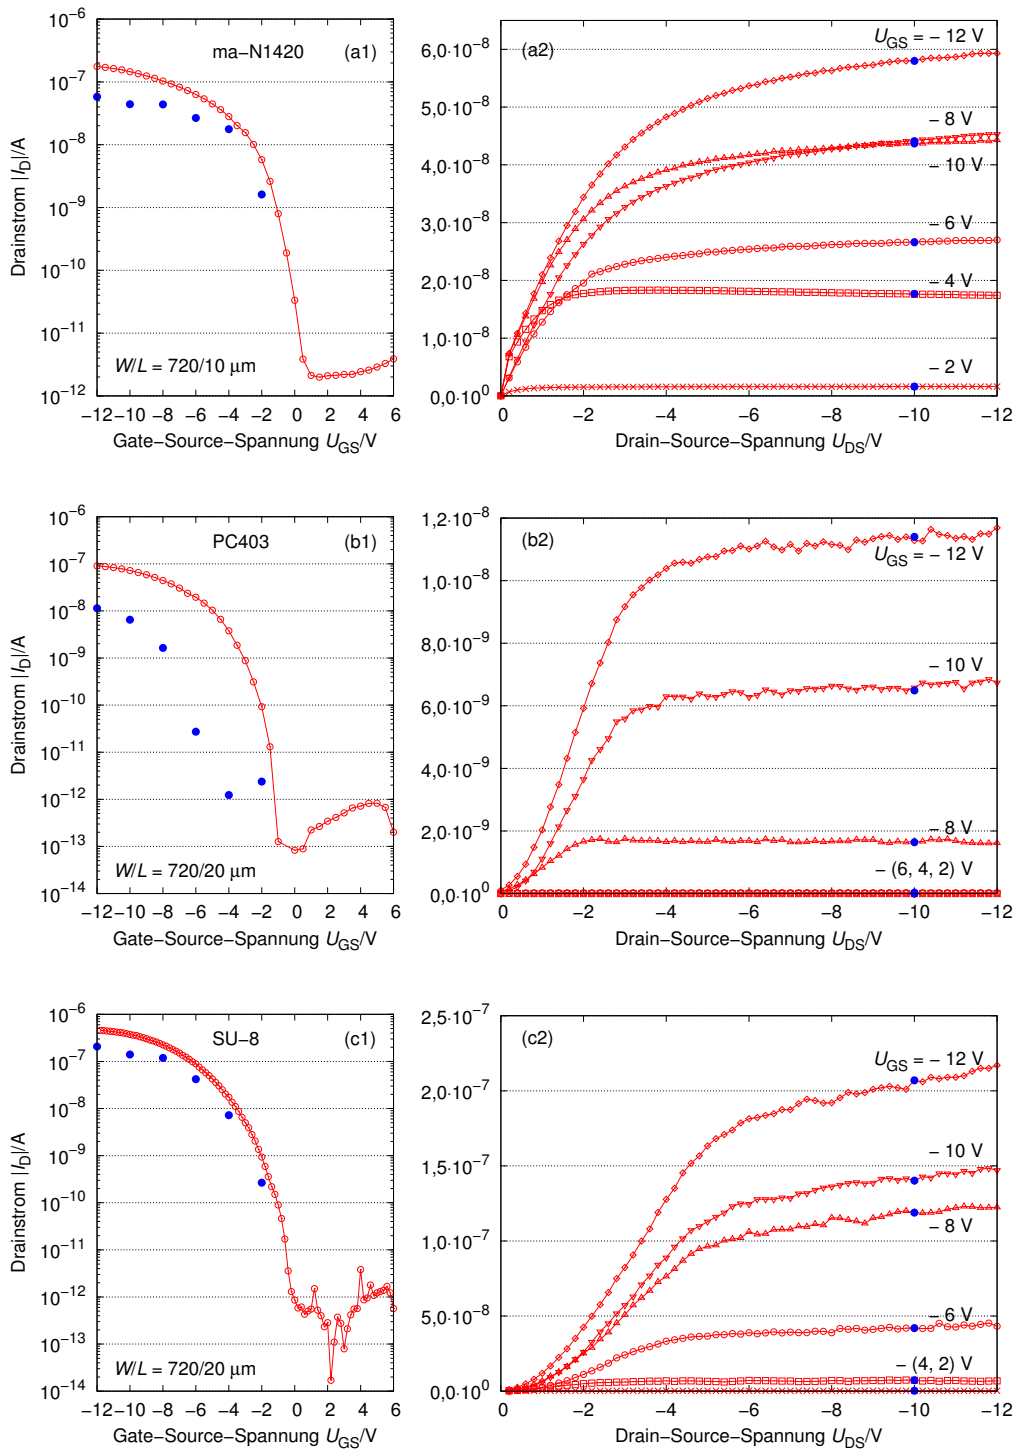 10⁻⁶
10⁻⁷
10⁻⁸
10⁻⁹
10⁻¹⁰
10⁻¹¹
10⁻¹²
Drainstrom |I_D|/A
ma−N1420 (a1)
W/L = 720/10 µm
−12 −10 −8 −6 −4 −2 0 2 4 6
Gate−Source−Spannung U_GS/V
6,0·10⁻⁸
5,0·10⁻⁸
4,0·10⁻⁸
3,0·10⁻⁸
2,0·10⁻⁸
1,0·10⁻⁸
0,0·10⁰
(a2)
U_GS = − 12 V
− 8 V
− 10 V
− 6 V
− 4 V
− 2 V
0 −2 −4 −6 −8 −10 −12
Drain−Source−Spannung U_DS/V
10⁻⁶
10⁻⁷
10⁻⁸
10⁻⁹
10⁻¹⁰
10⁻¹¹
10⁻¹²
10⁻¹³
10⁻¹⁴
Drainstrom |I_D|/A
PC403 (b1)
W/L = 720/20 µm
−12 −10 −8 −6 −4 −2 0 2 4 6
Gate−Source−Spannung U_GS/V
1,2·10⁻⁸
1,0·10⁻⁸
8,0·10⁻⁹
6,0·10⁻⁹
4,0·10⁻⁹
2,0·10⁻⁹
0,0·10⁰
(b2)
U_GS = − 12 V
− 10 V
− 8 V
− (6, 4, 2) V
0 −2 −4 −6 −8 −10 −12
Drain−Source−Spannung U_DS/V
10⁻⁶
10⁻⁷
10⁻⁸
10⁻⁹
10⁻¹⁰
10⁻¹¹
10⁻¹²
10⁻¹³
10⁻¹⁴
Drainstrom |I_D|/A
SU−8 (c1)
W/L = 720/20 µm
−12 −10 −8 −6 −4 −2 0 2 4 6
Gate−Source−Spannung U_GS/V
2,5·10⁻⁷
2,0·10⁻⁷
1,5·10⁻⁷
1,0·10⁻⁷
5,0·10⁻⁸
0,0·10⁰
(c2)
U_GS = − 12 V
− 10 V
− 8 V
− 6 V
− (4, 2) V
0 −2 −4 −6 −8 −10 −12
Drain−Source−Spannung U_DS/V